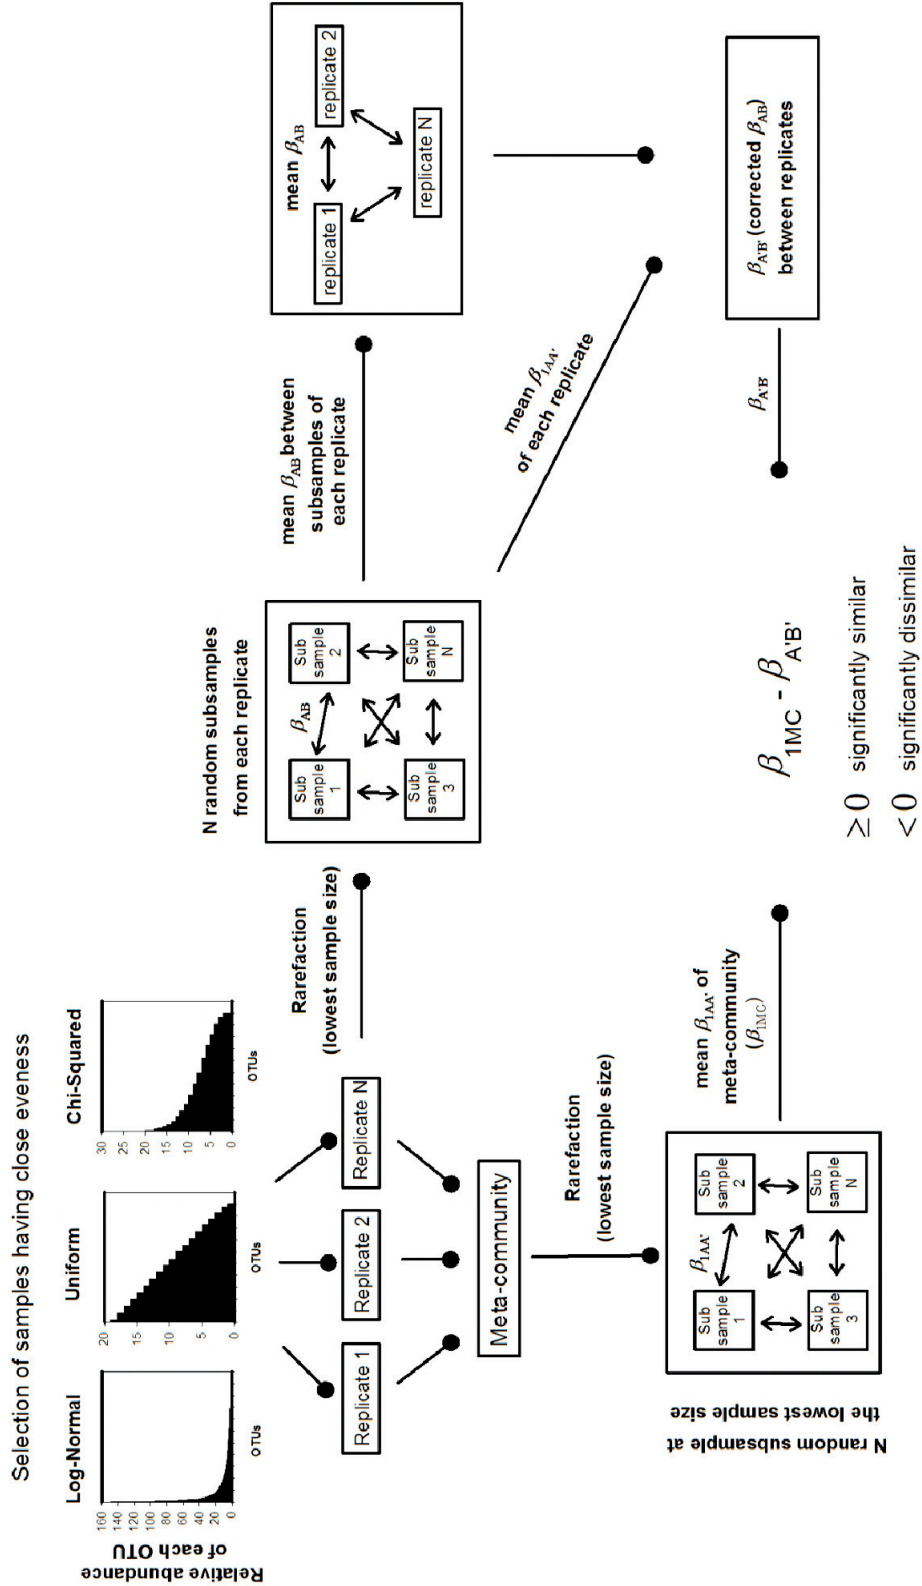 Selection of samples having close eveness
Log-Normal
Uniform
Chi-Squared
Relative abundance
of each OTU
160
140
120
100
80
60
40
20
0
OTUs
20
15
10
5
0
OTUs
30
25
20
15
10
5
0
OTUs
Replicate 1
Replicate 2
Replicate N
Meta-community
Rarefaction
(lowest sample size)
N random subsamples
from each replicate
Sub
sample
1
β_AB
Sub
sample
2
Sub
sample
3
Sub
sample
N
mean β_AB between
subsamples of
each replicate
mean β_AB
replicate 1
replicate 2
replicate N
mean β_1AA'
of each replicate
β_A'B' (corrected β_AB)
between replicates
β_A'B'
Rarefaction
(lowest sample size)
N random subsample at
the lowest sample size
Sub
sample
1
β_1AA'
Sub
sample
2
Sub
sample
3
Sub
sample
N
mean β_1AA' of
meta-community
(β_1MC)
β_1MC - β_A'B'
≥0 significantly similar
<0 significantly dissimilar